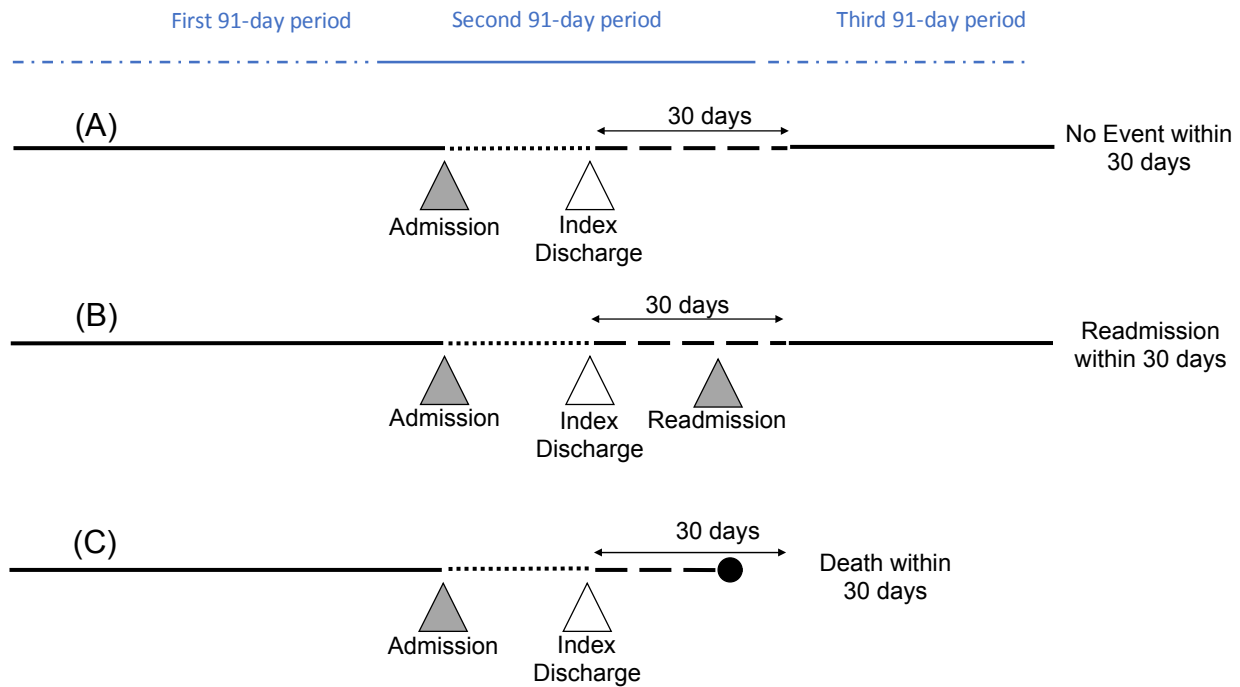 First 91-day period
Second 91-day period
Third 91-day period
(A)
30 days
No Event within
30 days
Admission
Index
Discharge
(B)
30 days
Readmission
within 30 days
Admission
Index
Discharge
Readmission
(C)
30 days
Death within
30 days
Admission
Index
Discharge